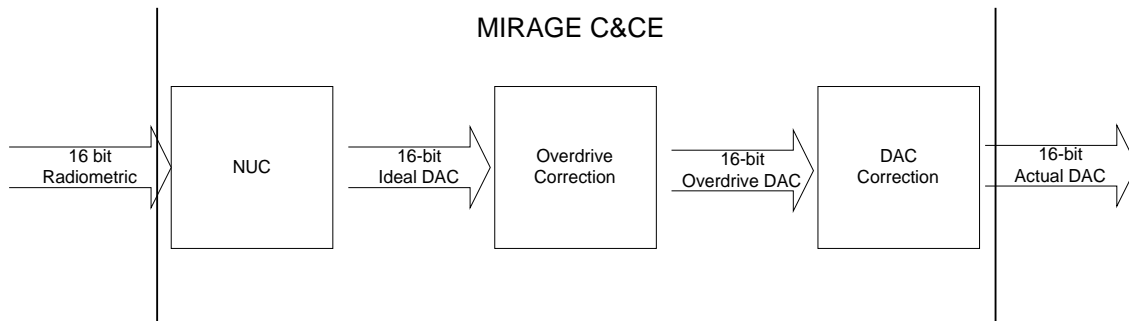 MIRAGE C&CE
16 bit
Radiometric
NUC
16-bit
Ideal DAC
Overdrive
Correction
16-bit
Overdrive DAC
DAC
Correction
16-bit
Actual DAC